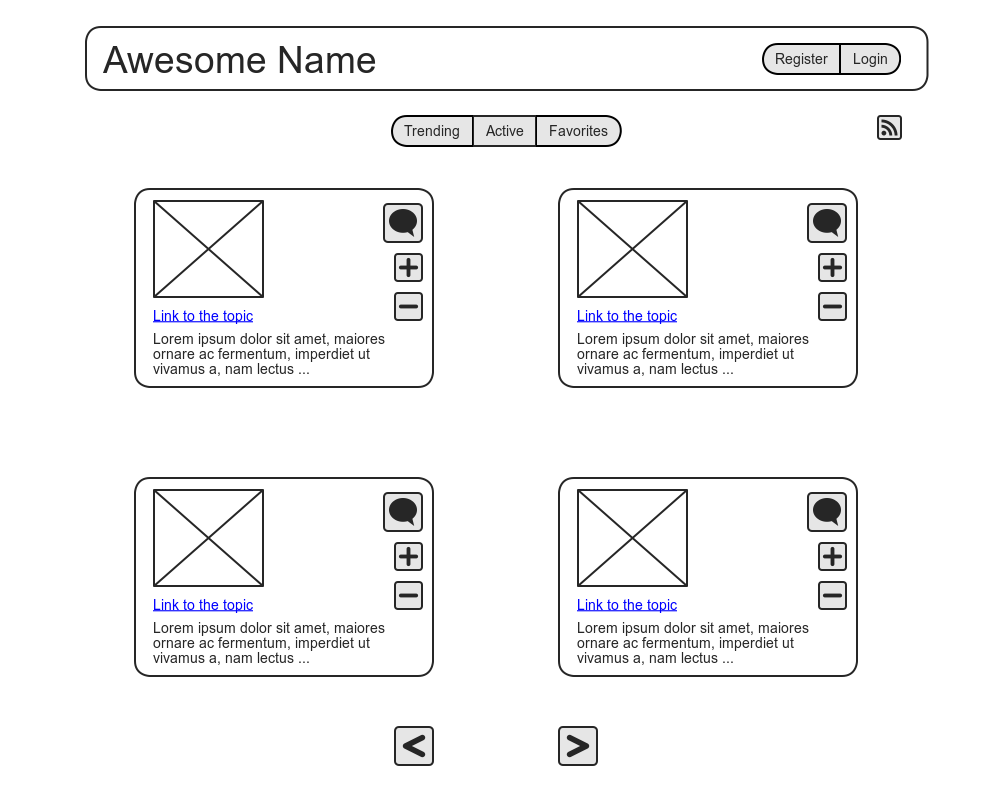 Awesome Name
Register Login
Trending Active Favorites
Link to the topic
Lorem ipsum dolor sit amet, maiores
ornare ac fermentum, imperdiet ut
vivamus a, nam lectus ...
Link to the topic
Lorem ipsum dolor sit amet, maiores
ornare ac fermentum, imperdiet ut
vivamus a, nam lectus ...
Link to the topic
Lorem ipsum dolor sit amet, maiores
ornare ac fermentum, imperdiet ut
vivamus a, nam lectus ...
Link to the topic
Lorem ipsum dolor sit amet, maiores
ornare ac fermentum, imperdiet ut
vivamus a, nam lectus ...
< >